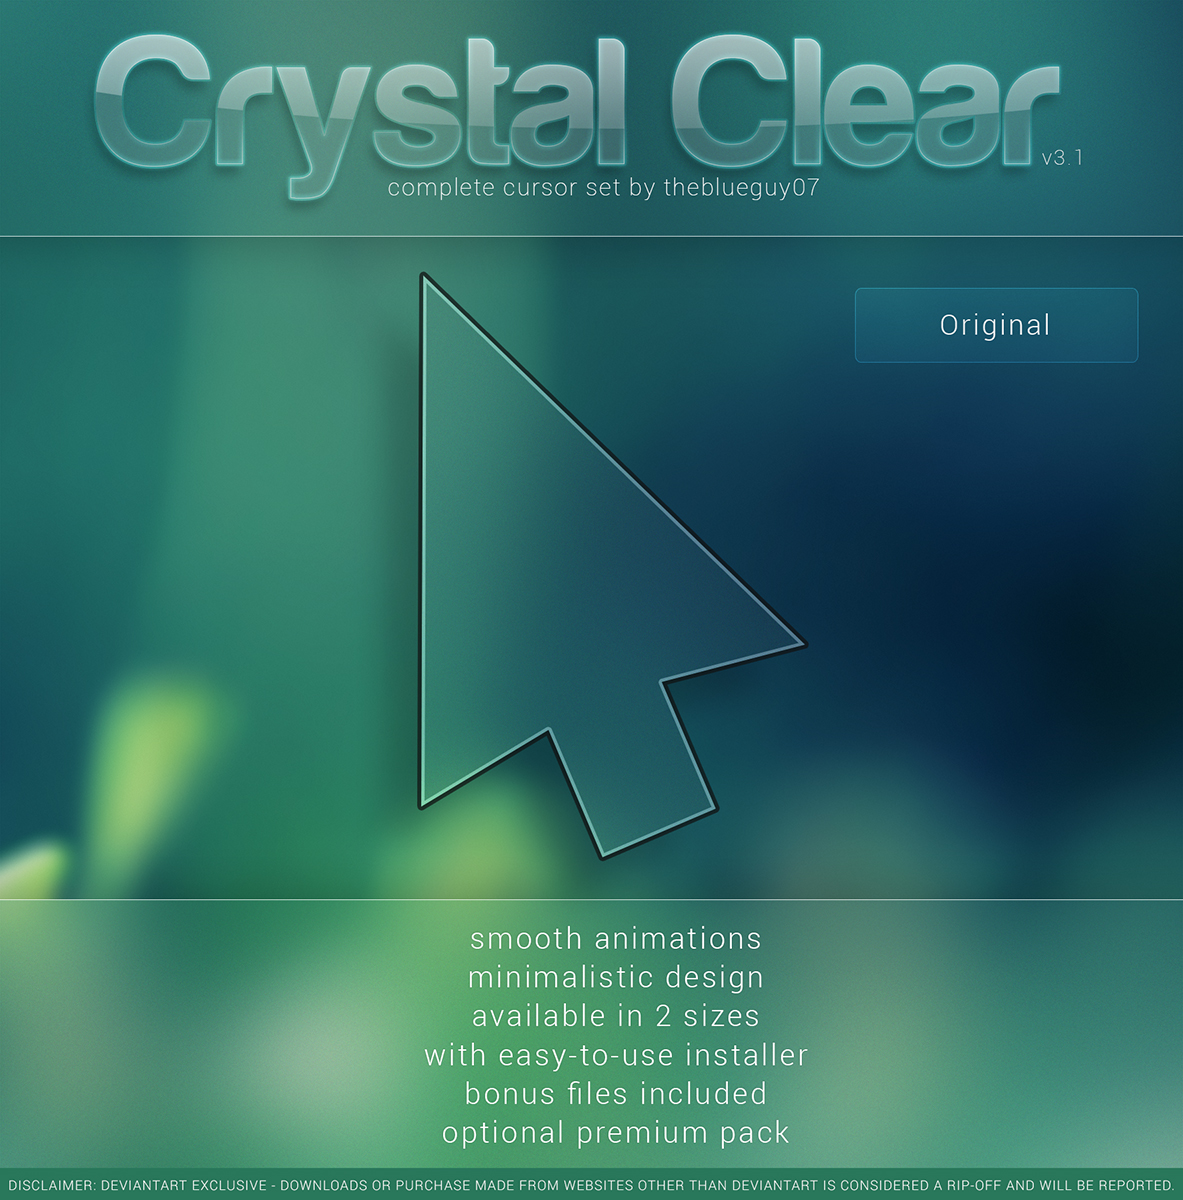 Crystal Clear
v3.1
complete cursor set by theblueguy07
Original
smooth animations
minimalistic design
available in 2 sizes
with easy-to-use installer
bonus files included
optional premium pack
DISCLAIMER: DEVIANTART EXCLUSIVE - DOWNLOADS OR PURCHASE MADE FROM WEBSITES OTHER THAN DEVIANTART IS CONSIDERED A RIP-OFF AND WILL BE REPORTED.